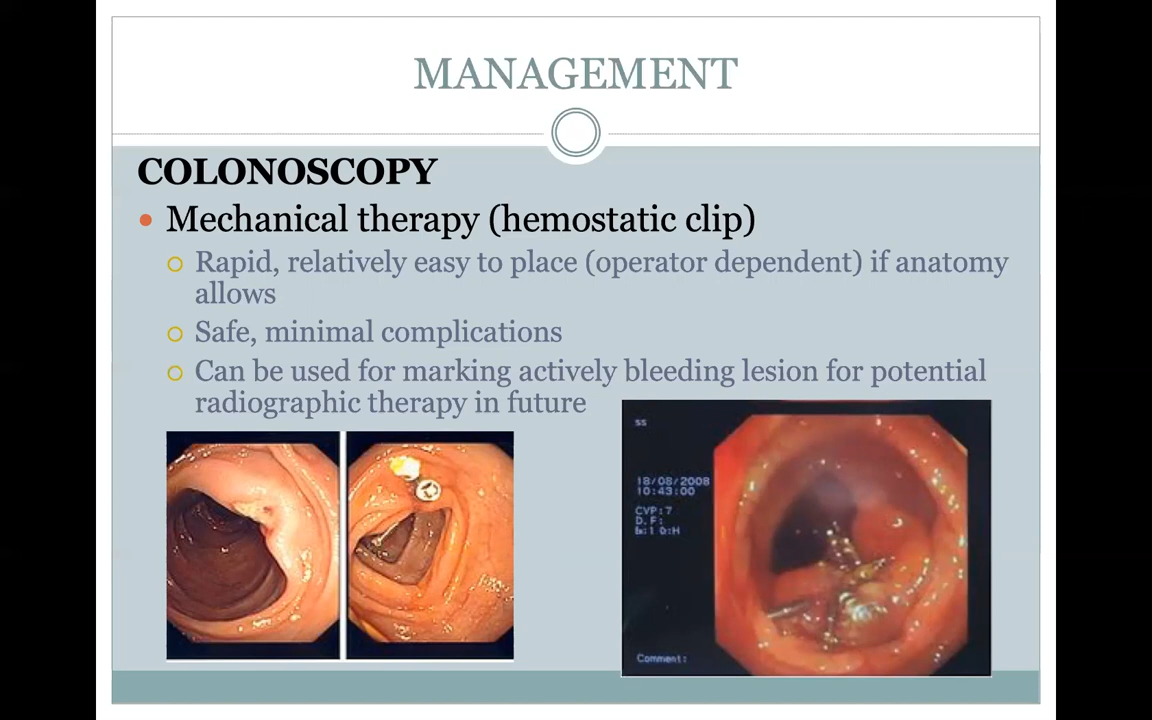 MANAGEMENT
COLONOSCOPY
Mechanical therapy (hemostatic clip)
Rapid, relatively easy to place (operator dependent) if anatomy
allows
Safe, minimal complications
Can be used for marking actively bleeding lesion for potential
radiographic therapy in future
ss
18/08/2008
10:43:00
CVP:7
D.F:
Comment: